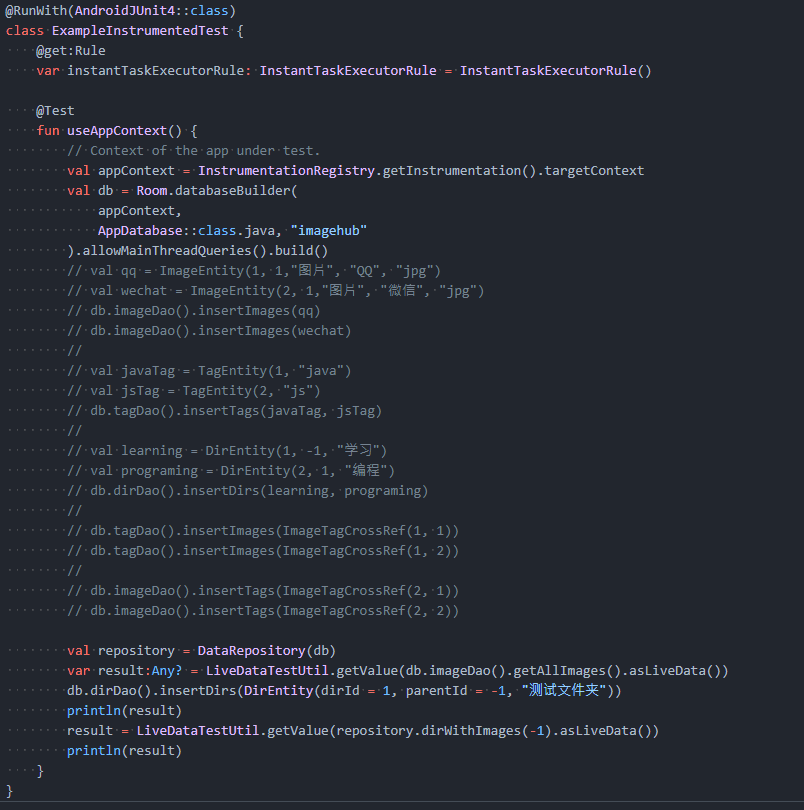 @RunWith(AndroidJUnit4::class)
class ExampleInstrumentedTest {
    @get:Rule
    var instantTaskExecutorRule: InstantTaskExecutorRule = InstantTaskExecutorRule()

    @Test
    fun useAppContext() {
        // Context of the app under test.
        val appContext = InstrumentationRegistry.getInstrumentation().targetContext
        val db = Room.databaseBuilder(
            appContext,
            AppDatabase::class.java, "imagehub"
        ).allowMainThreadQueries().build()
        // val qq = ImageEntity(1, 1,"图片", "QQ", "jpg")
        // val wechat = ImageEntity(2, 1,"图片", "微信", "jpg")
        // db.imageDao().insertImages(qq)
        // db.imageDao().insertImages(wechat)
        //
        // val javaTag = TagEntity(1, "java")
        // val jsTag = TagEntity(2, "js")
        // db.tagDao().insertTags(javaTag, jsTag)
        //
        // val learning = DirEntity(1, -1, "学习")
        // val programing = DirEntity(2, 1, "编程")
        // db.dirDao().insertDirs(learning, programing)
        //
        // db.tagDao().insertImages(ImageTagCrossRef(1, 1))
        // db.tagDao().insertImages(ImageTagCrossRef(1, 2))
        //
        // db.imageDao().insertTags(ImageTagCrossRef(2, 1))
        // db.imageDao().insertTags(ImageTagCrossRef(2, 2))

        val repository = DataRepository(db)
        var result:Any? = LiveDataTestUtil.getValue(db.imageDao().getAllImages().asLiveData())
        db.dirDao().insertDirs(DirEntity(dirId = 1, parentId = -1, "测试文件夹"))
        println(result)
        result = LiveDataTestUtil.getValue(repository.dirWithImages(-1).asLiveData())
        println(result)
    }
}